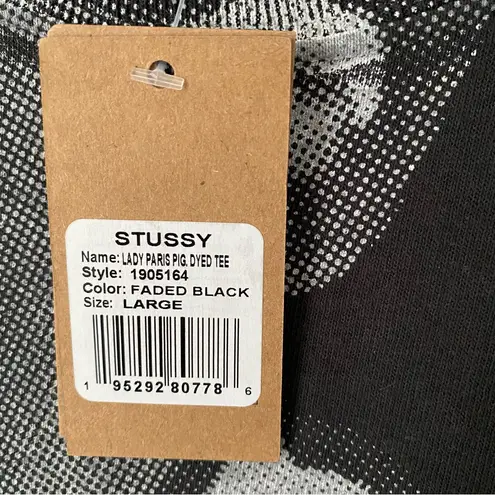 STUSSY
Name: LADY PARIS PIG. DYED TEE
Style: 1905164
Color: FADED BLACK
Size: LARGE
1 95292 80778 6